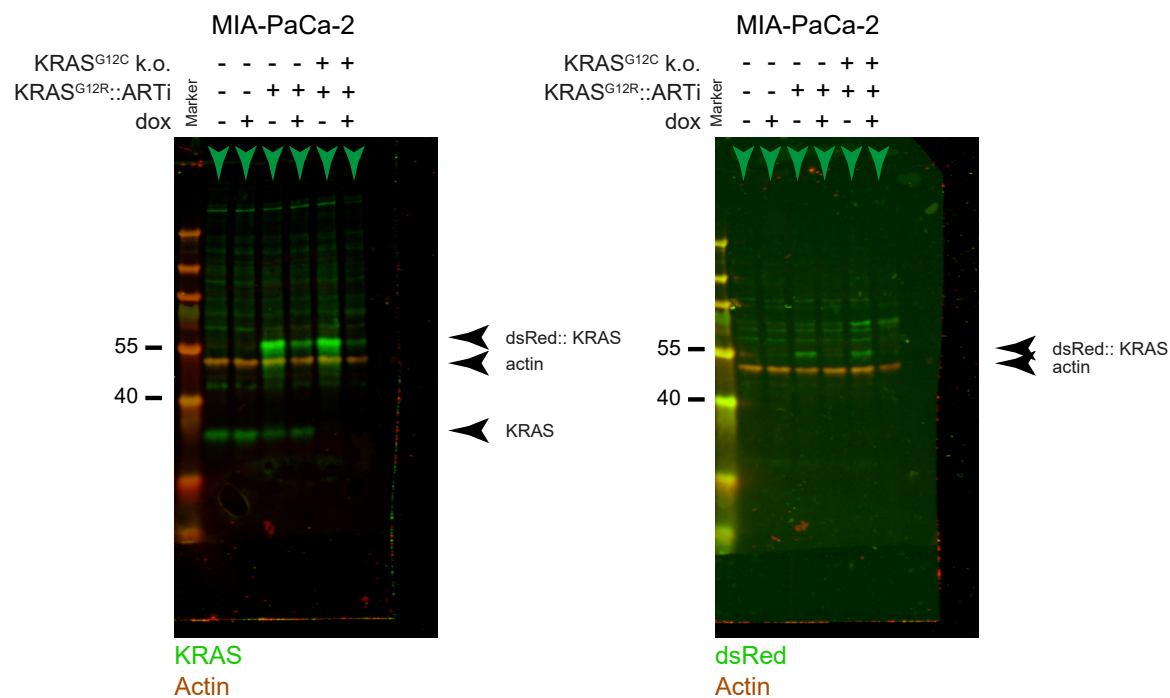 MIA-PaCa-2
KRASG12C k.o. - - - - + +
KRASG12R::ARTi - - + + + +
dox - + - + - +
Marker
55
40
dsRed:: KRAS
actin
KRAS
KRAS
Actin
MIA-PaCa-2
KRASG12C k.o. - - - - + +
KRASG12R::ARTi - - + + + +
dox - + - + - +
Marker
55
40
dsRed:: KRAS
actin
dsRed
Actin